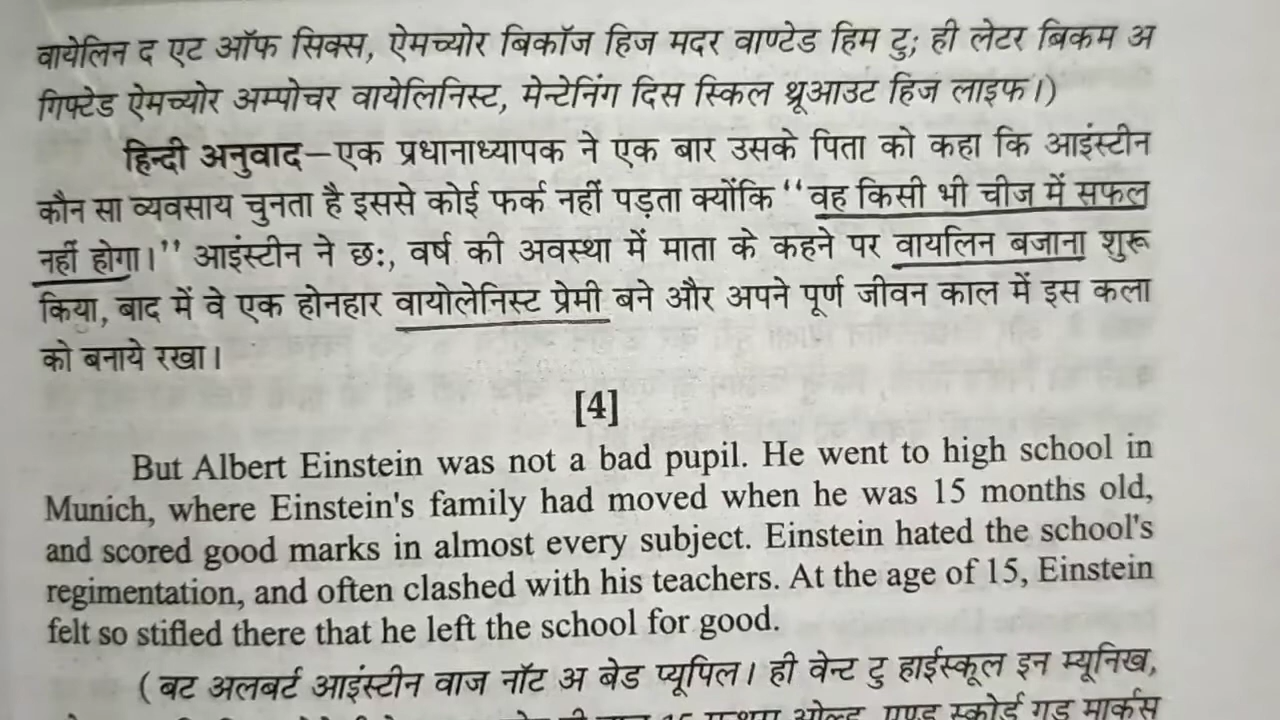 वायेलिन द एट ऑफ सिक्स, ऐमच्योर बिकॉज हिज मदर वाण्टेड हिम टु; ही लेटर बिकम अ
गिफ्टेड ऐमच्योर अम्पोचर वायेलिनिस्ट, मेन्टेनिंग दिस स्किल थ्रूआउट हिज लाइफ।)
हिन्दी अनुवाद–एक प्रधानाध्यापक ने एक बार उसके पिता को कहा कि आइंस्टीन
कौन सा व्यवसाय चुनता है इससे कोई फर्क नहीं पड़ता क्योंकि "वह किसी भी चीज में सफल
नहीं होगा।" आइंस्टीन ने छः, वर्ष की अवस्था में माता के कहने पर वायलिन बजाना शुरू
किया, बाद में वे एक होनहार वायोलेनिस्ट प्रेमी बने और अपने पूर्ण जीवन काल में इस कला
को बनाये रखा।
[4]
But Albert Einstein was not a bad pupil. He went to high school in
Munich, where Einstein's family had moved when he was 15 months old,
and scored good marks in almost every subject. Einstein hated the school's
regimentation, and often clashed with his teachers. At the age of 15, Einstein
felt so stifled there that he left the school for good.
(बट अलबर्ट आइंस्टीन वाज नॉट अ बेड प्यूपिल। ही वेन्ट टु हाईस्कूल इन म्यूनिख,
ओल्ड, एण्ड स्कोर्ड गुड मार्क्स